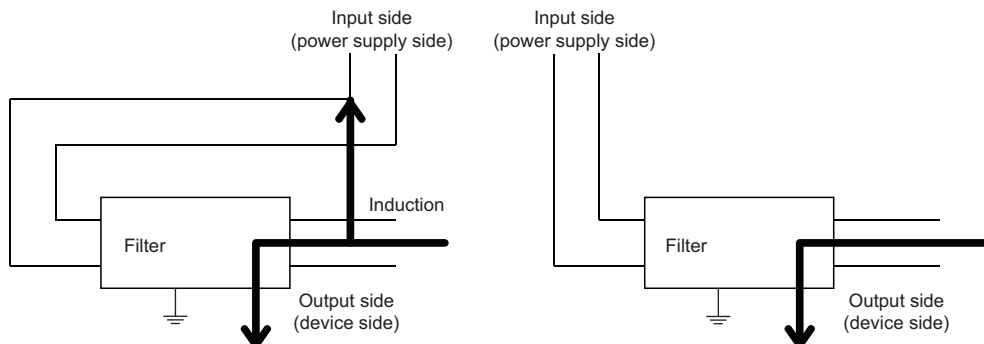 Input side
(power supply side)
Induction
Filter
Output side
(device side)
Input side
(power supply side)
Filter
Output side
(device side)